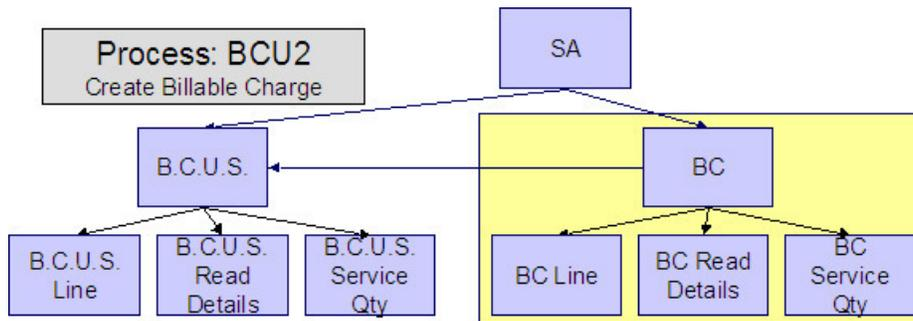 Process: BCU2
Create Billable Charge
SA
B.C.U.S.
BC
B.C.U.S.
Line
B.C.U.S.
Read
Details
B.C.U.S.
Service
Qty
BC Line
BC Read
Details
BC
Service
Qty